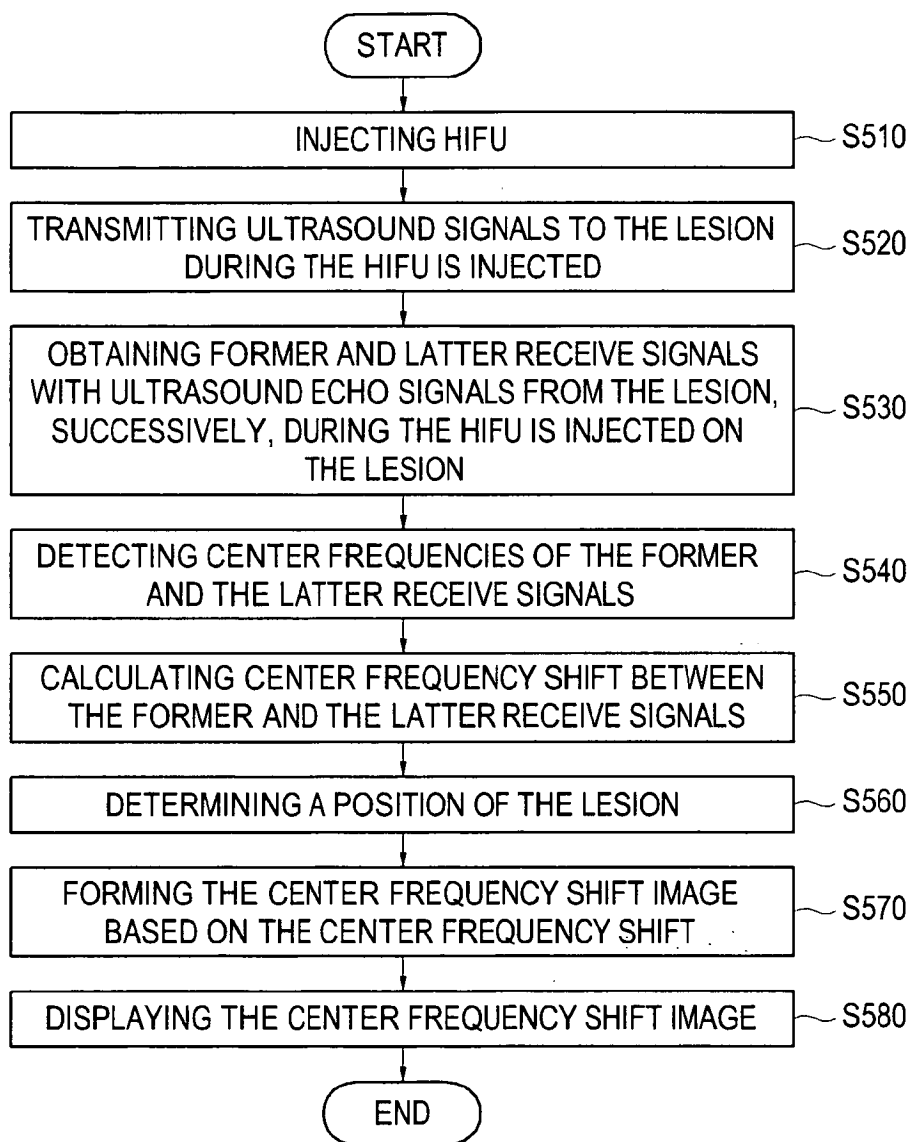 START
INJECTING HIFU
S510
TRANSMITTING ULTRASOUND SIGNALS TO THE LESION
DURING THE HIFU IS INJECTED
S520
OBTAINING FORMER AND LATTER RECEIVE SIGNALS
WITH ULTRASOUND ECHO SIGNALS FROM THE LESION,
SUCCESSIVELY, DURING THE HIFU IS INJECTED ON
THE LESION
S530
DETECTING CENTER FREQUENCIES OF THE FORMER
AND THE LATTER RECEIVE SIGNALS
S540
CALCULATING CENTER FREQUENCY SHIFT BETWEEN
THE FORMER AND THE LATTER RECEIVE SIGNALS
S550
DETERMINING A POSITION OF THE LESION
S560
FORMING THE CENTER FREQUENCY SHIFT IMAGE
BASED ON THE CENTER FREQUENCY SHIFT
S570
DISPLAYING THE CENTER FREQUENCY SHIFT IMAGE
S580
END